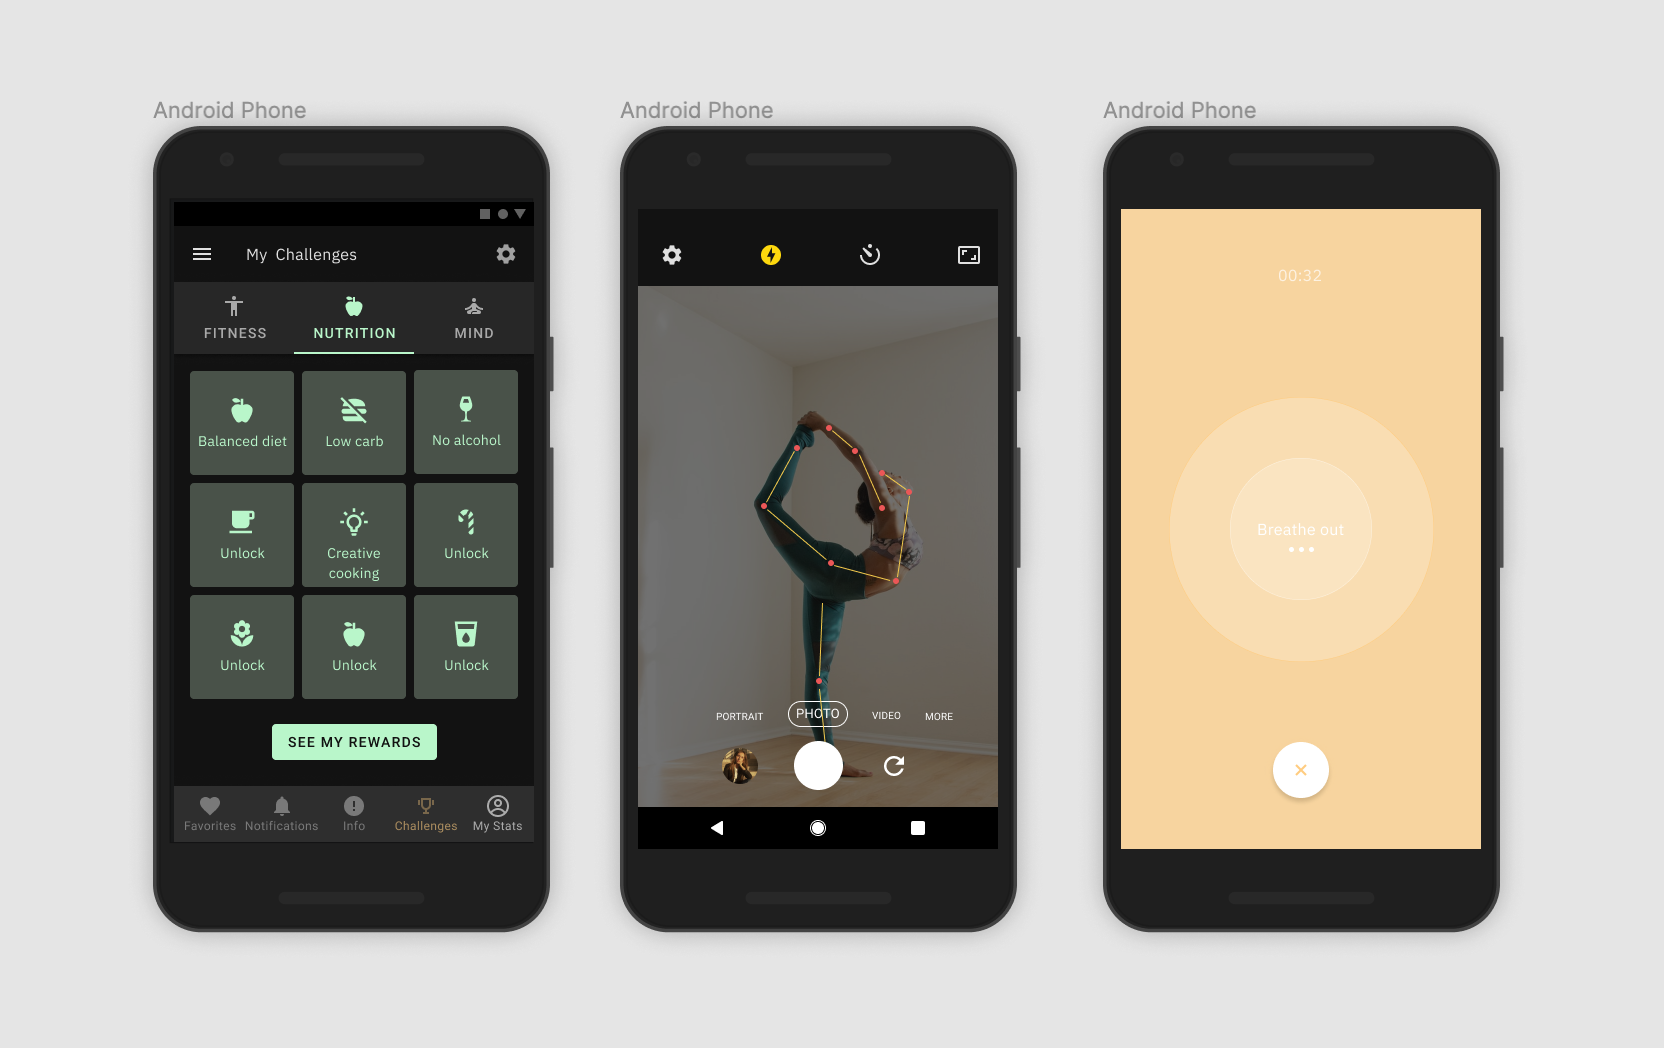 Android Phone
My Challenges
FITNESS
NUTRITION
MIND
Balanced diet
Low carb
No alcohol
Unlock
Creative
cooking
Unlock
Unlock
Unlock
Unlock
SEE MY REWARDS
Favorites
Notifications
Info
Challenges
My Stats
Android Phone
PORTRAIT
PHOTO
VIDEO
MORE
Android Phone
00:32
Breathe out